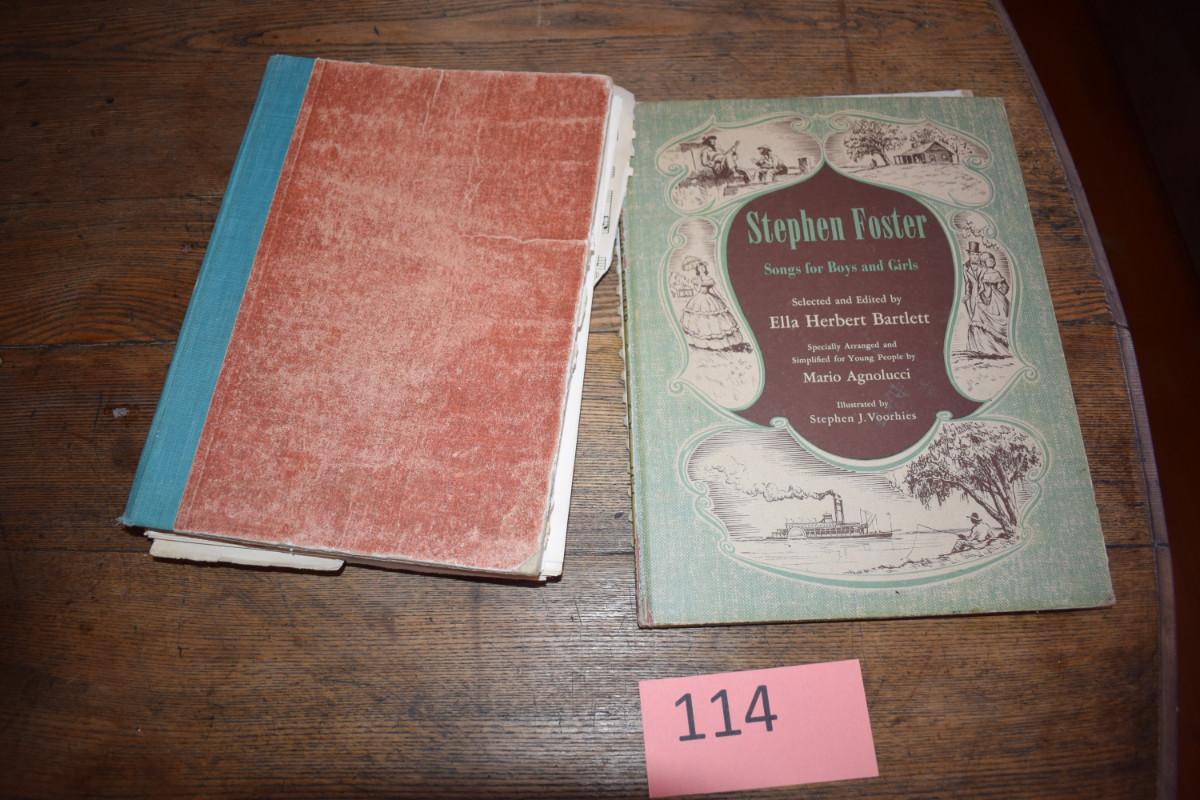 Stephen Foster
Songs for Boys and Girls
Selected and Edited by
Ella Herbert Bartlett
Specially Arranged and
Simplified for Young People by
Mario Agnolucci
Illustrated by
Stephen J. Voorhies
114